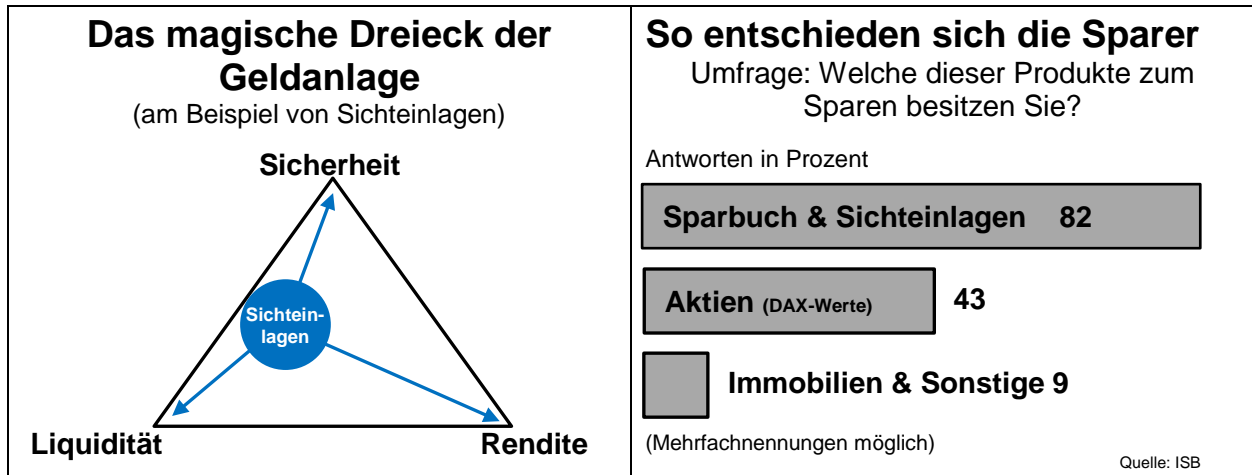 Das magische Dreieck der
Geldanlage
(am Beispiel von Sichteinlagen)
Sicherheit
Sichtein-
lagen
Liquidität
Rendite
So entschieden sich die Sparer
Umfrage: Welche dieser Produkte zum
Sparen besitzen Sie?
Antworten in Prozent
Sparbuch & Sichteinlagen 82
Aktien (DAX-Werte) 43
Immobilien & Sonstige 9
(Mehrfachnennungen möglich)
Quelle: ISB